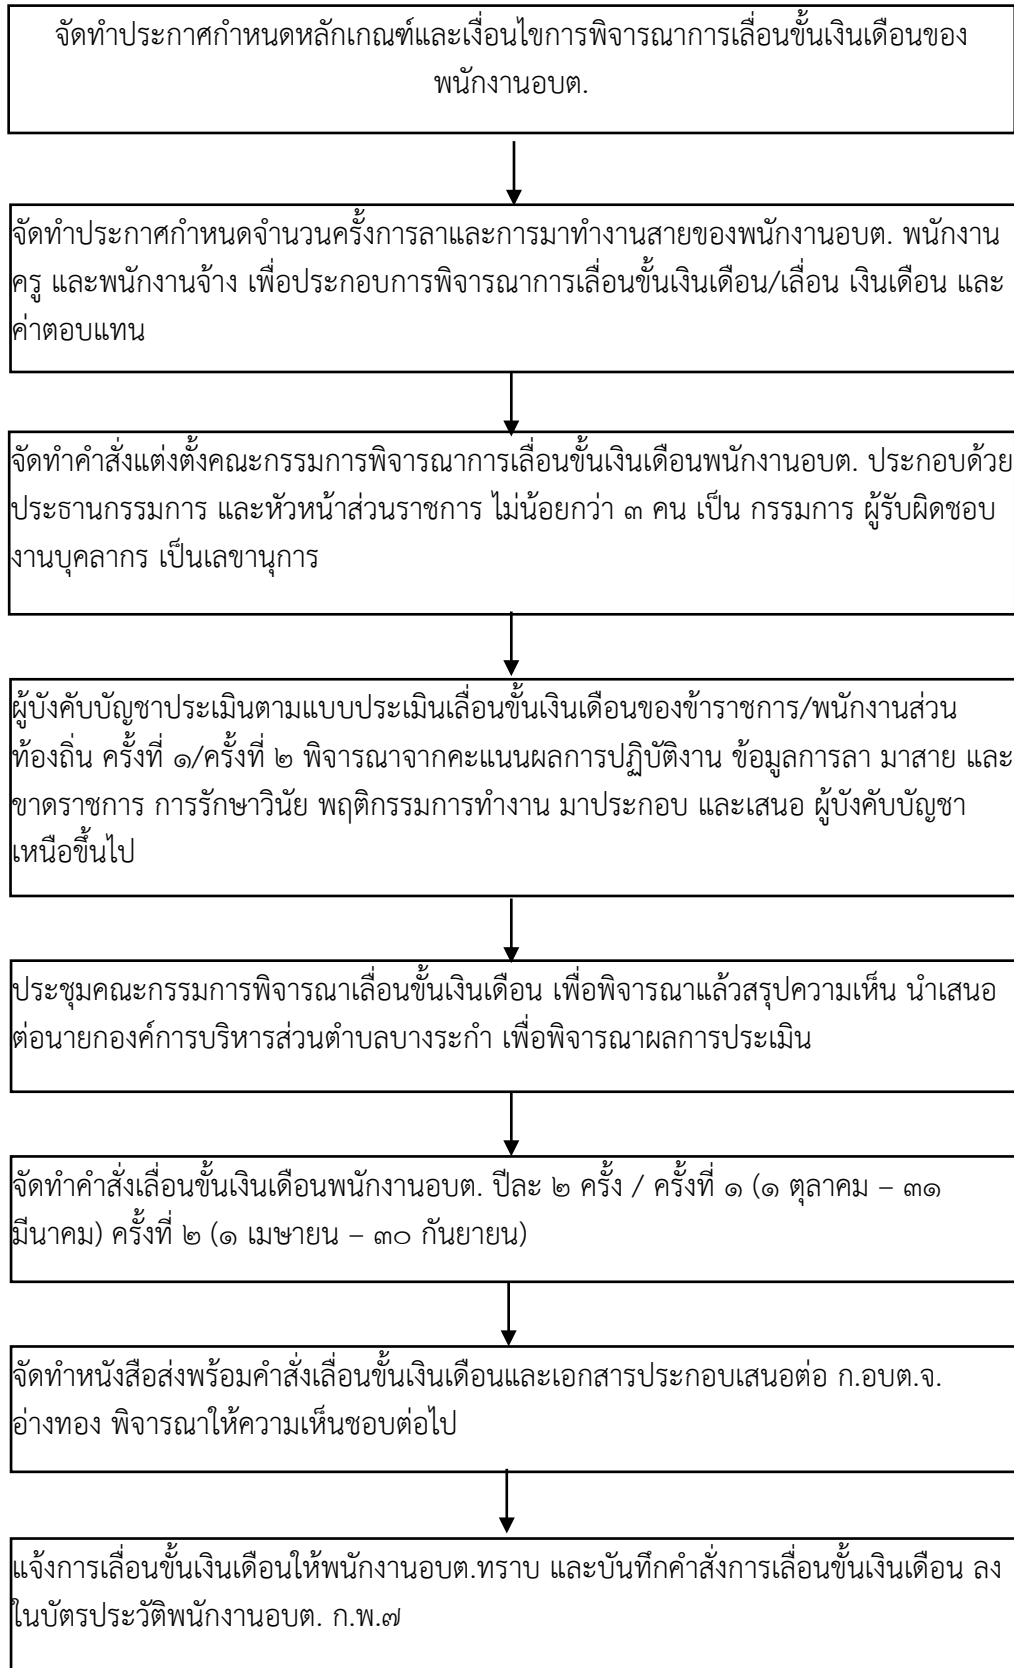 จัดทำประกาศกำหนดหลักเกณฑ์และเงื่อนไขการพิจารณาการเลื่อนขั้นเงินเดือนของ
พนักงานอบต.
จัดทำประกาศกำหนดจำนวนครั้งการลาและการมาทำงานสายของพนักงานอบต. พนักงาน
ครู และพนักงานจ้าง เพื่อประกอบการพิจารณาการเลื่อนขั้นเงินเดือน/เลื่อน เงินเดือน และ
ค่าตอบแทน
จัดทำคำสั่งแต่งตั้งคณะกรรมการพิจารณาการเลื่อนขั้นเงินเดือนพนักงานอบต. ประกอบด้วย
ประธานกรรมการ และหัวหน้าส่วนราชการ ไม่น้อยกว่า ๓ คน เป็น กรรมการ ผู้รับผิดชอบ
งานบุคลากร เป็นเลขานุการ
ผู้บังคับบัญชาประเมินตามแบบประเมินเลื่อนขั้นเงินเดือนของข้าราชการ/พนักงานส่วน
ท้องถิ่น ครั้งที่ ๑/ครั้งที่ ๒ พิจารณาจากคะแนนผลการปฏิบัติงาน ข้อมูลการลา มาสาย และ
ขาดราชการ การรักษาวินัย พฤติกรรมการทำงาน มาประกอบ และเสนอ ผู้บังคับบัญชา
เหนือขึ้นไป
ประชุมคณะกรรมการพิจารณาเลื่อนขั้นเงินเดือน เพื่อพิจารณาแล้วสรุปความเห็น นำเสนอ
ต่อนายกองค์การบริหารส่วนตำบลบางระกำ เพื่อพิจารณาผลการประเมิน
จัดทำคำสั่งเลื่อนขั้นเงินเดือนพนักงานอบต. ปีละ ๒ ครั้ง / ครั้งที่ ๑ (๑ ตุลาคม – ๓๑
มีนาคม) ครั้งที่ ๒ (๑ เมษายน – ๓๐ กันยายน)
จัดทำหนังสือส่งพร้อมคำสั่งเลื่อนขั้นเงินเดือนและเอกสารประกอบเสนอต่อ ก.อบต.จ.
อ่างทอง พิจารณาให้ความเห็นชอบต่อไป
แจ้งการเลื่อนขั้นเงินเดือนให้พนักงานอบต.ทราบ และบันทึกคำสั่งการเลื่อนขั้นเงินเดือน ลง
ในบัตรประวัติพนักงานอบต. ก.พ.๗